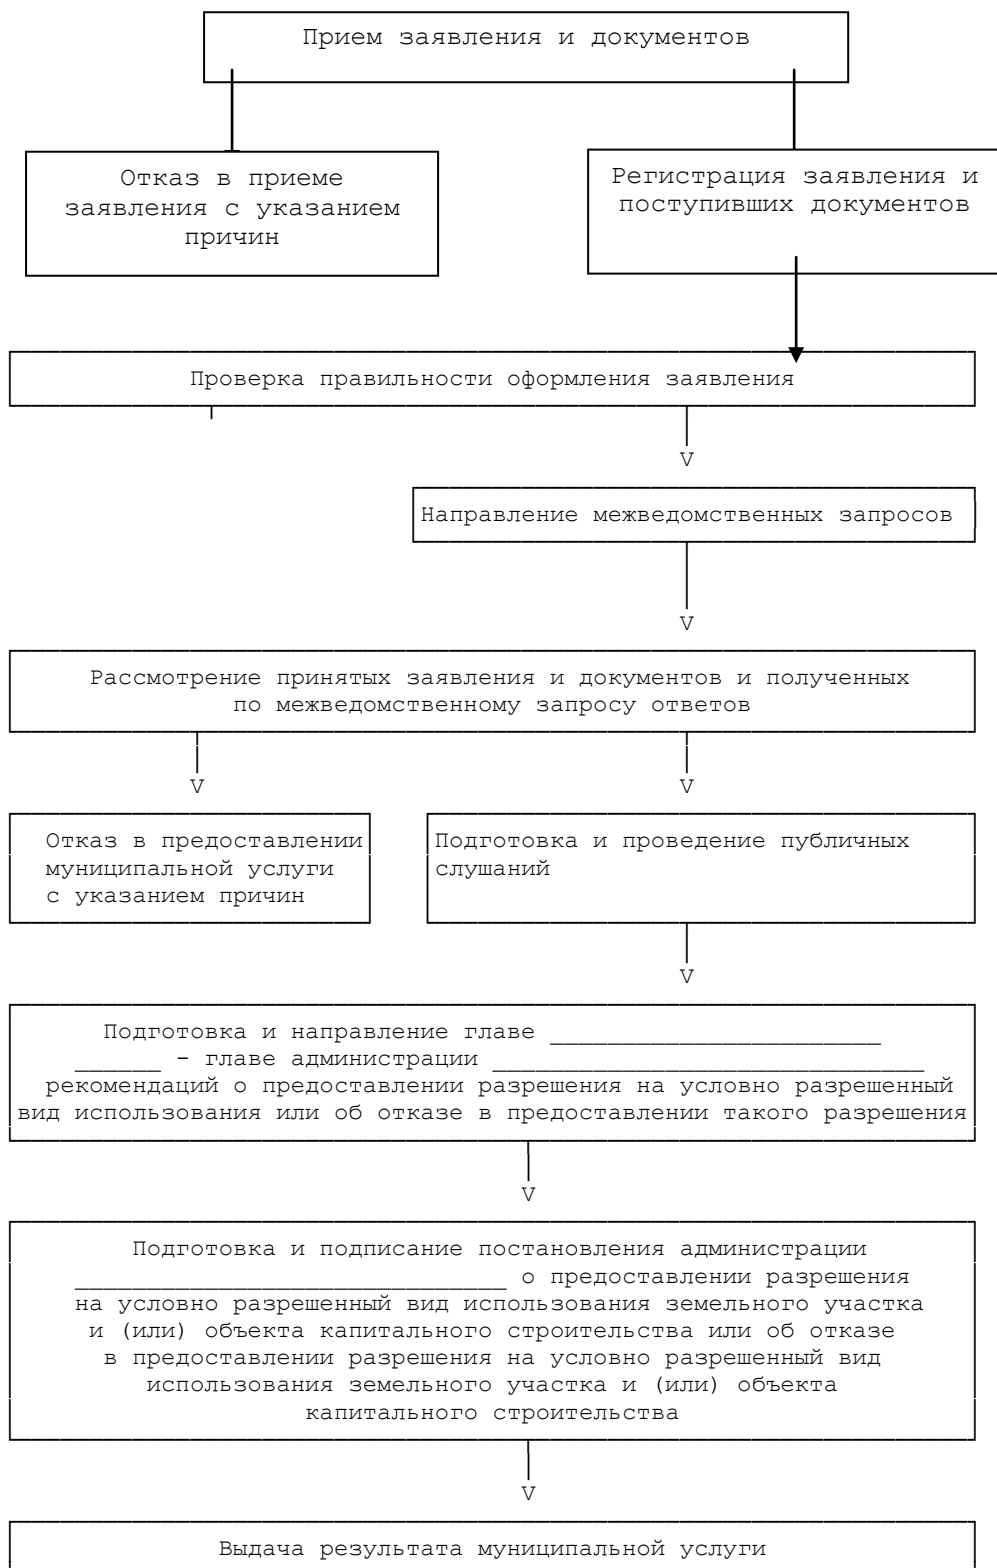 Прием заявления и документов
Отказ в приеме
заявления с указанием
причин
Регистрация заявления и
поступивших документов
Проверка правильности оформления заявления
V
Направление межведомственных запросов
V
Рассмотрение принятых заявления и документов и полученных
по межведомственному запросу ответов
V V
Отказ в предоставлении
муниципальной услуги
с указанием причин
Подготовка и проведение публичных
слушаний
V
Подготовка и направление главе _______________________
______ - главе администрации ______________________________
рекомендаций о предоставлении разрешения на условно разрешенный
вид использования или об отказе в предоставлении такого разрешения
V
Подготовка и подписание постановления администрации
______________________________ о предоставлении разрешения
на условно разрешенный вид использования земельного участка
и (или) объекта капитального строительства или об отказе
в предоставлении разрешения на условно разрешенный вид
использования земельного участка и (или) объекта
капитального строительства
V
Выдача результата муниципальной услуги